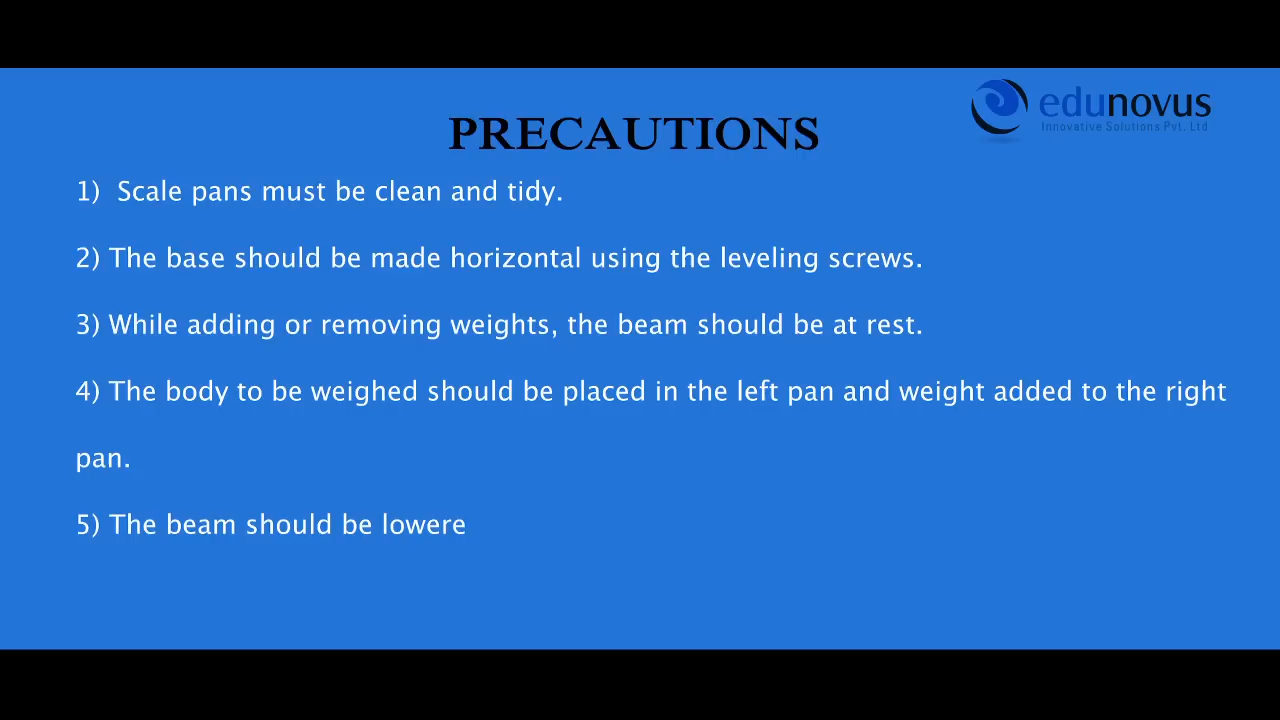 edunovus
Innovative Solutions Pvt. Ltd
PRECAUTIONS
1) Scale pans must be clean and tidy.
2) The base should be made horizontal using the leveling screws.
3) While adding or removing weights, the beam should be at rest.
4) The body to be weighed should be placed in the left pan and weight added to the right
pan.
5) The beam should be lowere